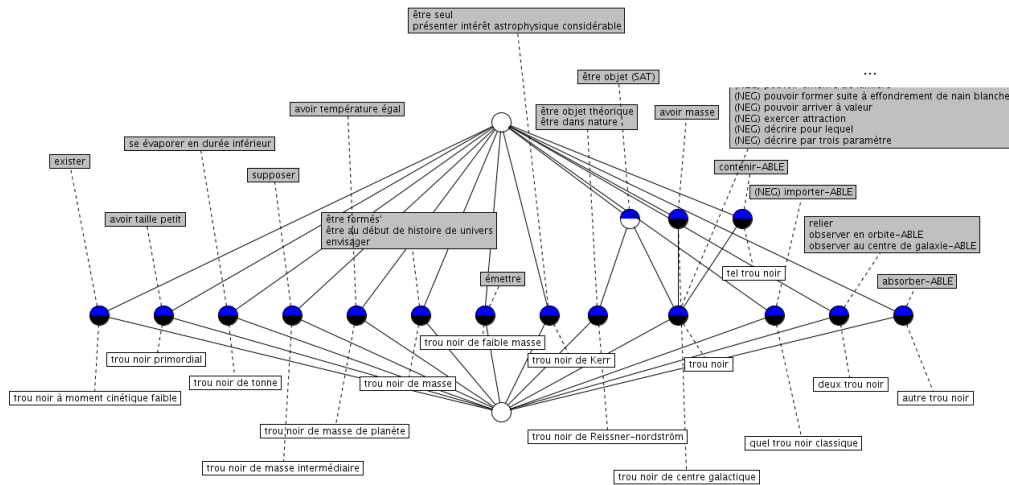 être seul
présenter intérêt astrophysique considérable
être objet (SAT)
...
(NEG) pouvoir former suite à effondrement de nain blanche
(NEG) pouvoir arriver à valeur
(NEG) exercer attraction
(NEG) décrire pour lequel
(NEG) décrire par trois paramètre
avoir température égal
être objet théorique
être dans nature
avoir masse
se évaporer en durée inférieur
exister
supposer
contenir-ABLE
(NEG) importer-ABLE
avoir taille petit
être formés'
être au début de histoire de univers
envisager
relier
observer en orbite-ABLE
observer au centre de galaxie-ABLE
émettre
tel trou noir
absorber-ABLE
trou noir de faible masse
trou noir primordial
trou noir de Kerr
trou noir
trou noir de tonne
trou noir de masse
deux trou noir
trou noir à moment cinétique faible
autre trou noir
trou noir de masse de planète
trou noir de Reissner-nordström
quel trou noir classique
trou noir de masse intermédiaire
trou noir de centre galactique